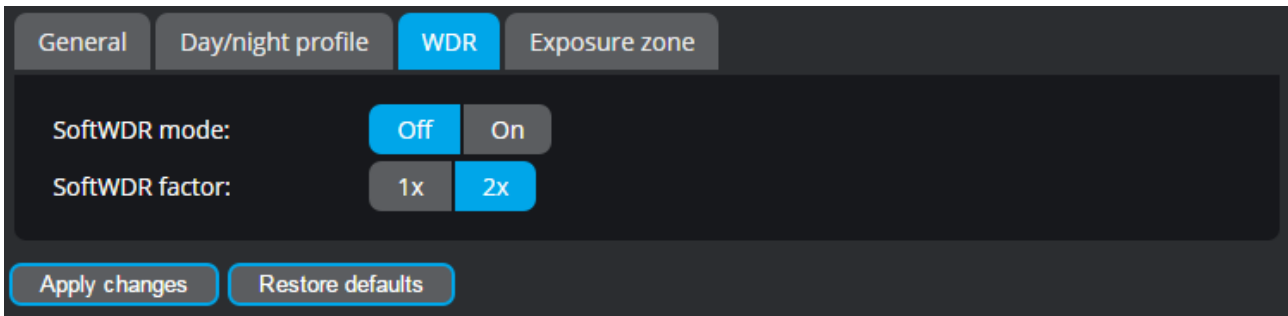 General Day/night profile WDR Exposure zone
SoftWDR mode: Off On
SoftWDR factor: 1x 2x
Apply changes Restore defaults